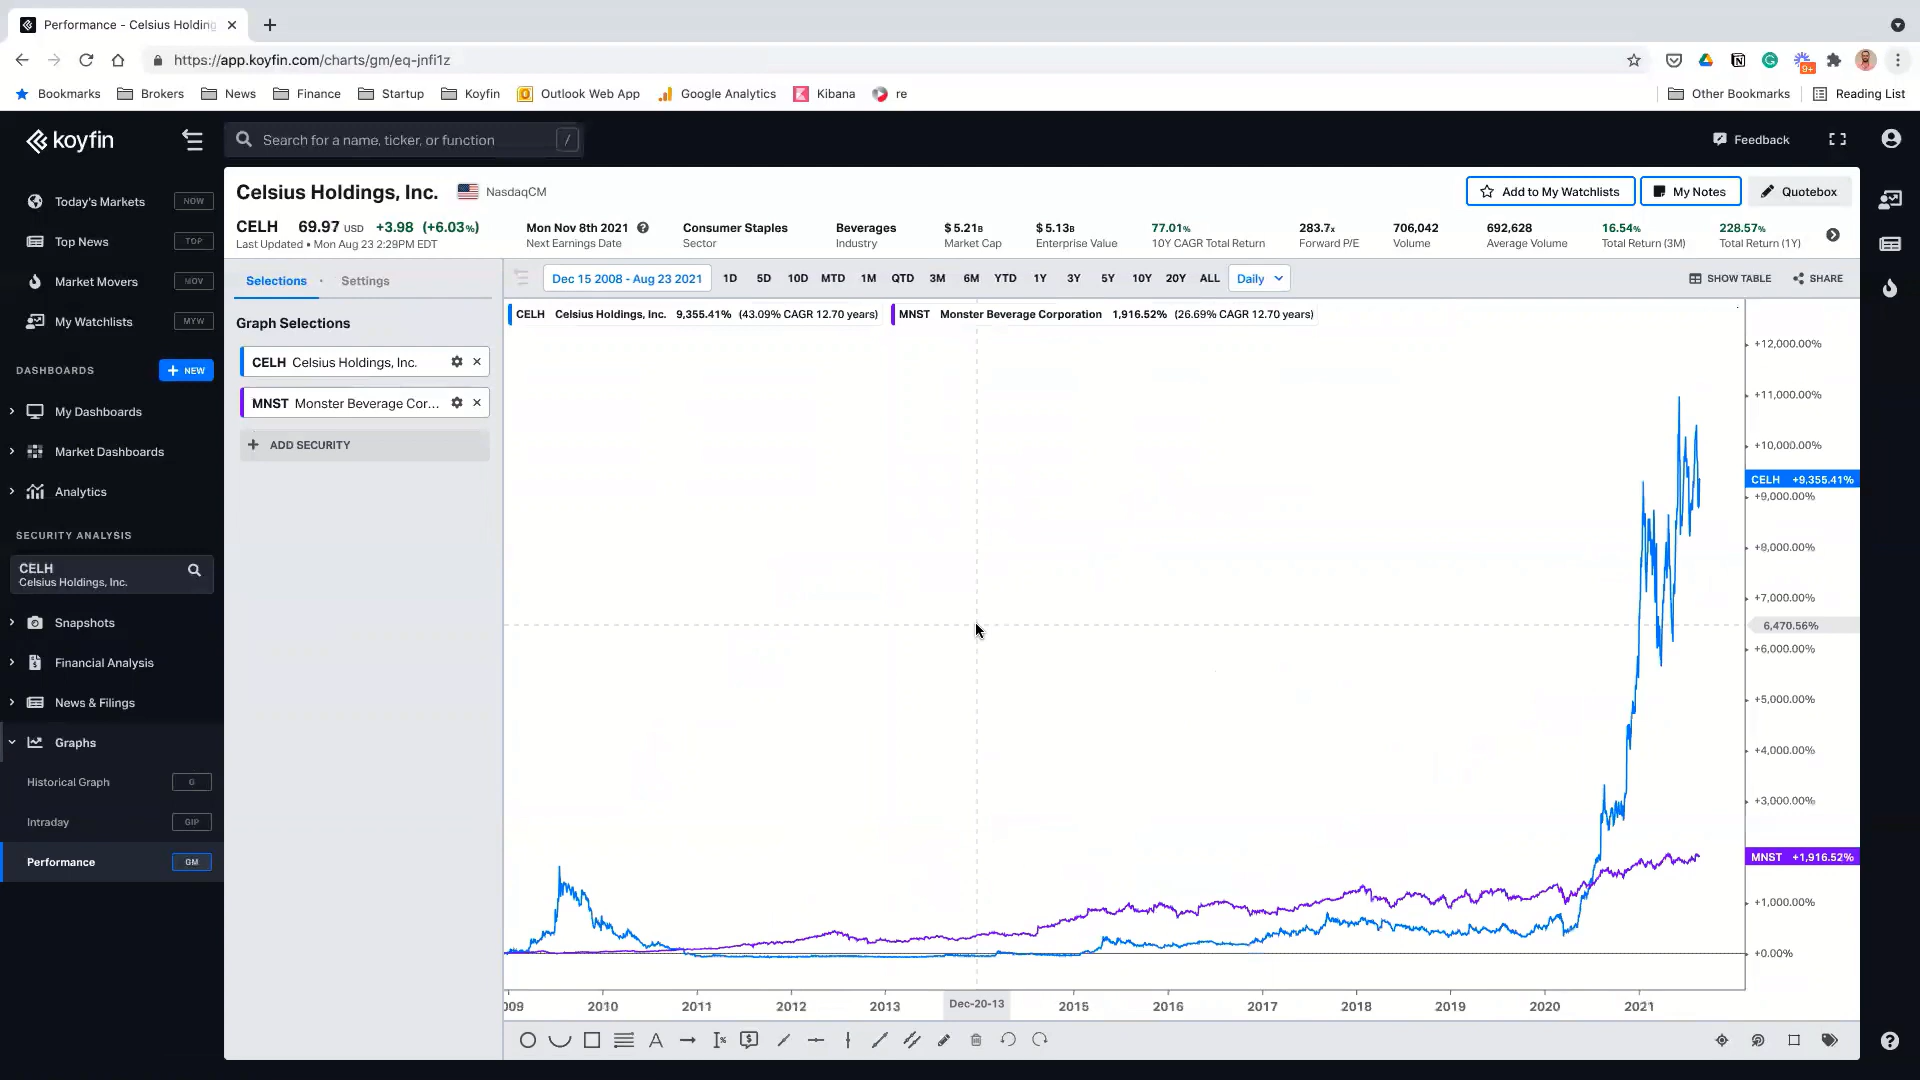 Performance - Celsius Holding
https://app.koyfin.com/charts/gm/eq-jnfi1z
9+
Bookmarks Brokers News Finance Startup Koyfin Outlook Web App Google Analytics Kibana re Other Bookmarks Reading List
koyfin
Search for a name, ticker, or function /
Feedback
Today's Markets NOW
Top News TOP
Market Movers MOV
My Watchlists MYW
DASHBOARDS + NEW
My Dashboards
Market Dashboards
Analytics
SECURITY ANALYSIS
CELH
Celsius Holdings, Inc.
Snapshots
Financial Analysis
News & Filings
Graphs
Historical Graph G
Intraday GIP
Performance GM
Celsius Holdings, Inc. NasdaqCM
Add to My Watchlists My Notes Quotebox
CELH 69.97 USD +3.98 (+6.03%)
Last Updated • Mon Aug 23 2:29PM EDT
Mon Nov 8th 2021
Next Earnings Date
Consumer Staples
Sector
Beverages
Industry
$ 5.21B
Market Cap
$ 5.13B
Enterprise Value
77.01%
10Y CAGR Total Return
283.7x
Forward P/E
706,042
Volume
692,628
Average Volume
16.54%
Total Return (3M)
228.57%
Total Return (1Y)
Selections • Settings
Graph Selections
CELH Celsius Holdings, Inc.
MNST Monster Beverage Cor...
+ ADD SECURITY
Dec 15 2008 - Aug 23 2021 1D 5D 10D MTD 1M QTD 3M 6M YTD 1Y 3Y 5Y 10Y 20Y ALL Daily SHOW TABLE SHARE
CELH Celsius Holdings, Inc. 9,355.41% (43.09% CAGR 12.70 years)
MNST Monster Beverage Corporation 1,916.52% (26.69% CAGR 12.70 years)
+12,000.00%
+11,000.00%
+10,000.00%
CELH +9,355.41%
+9,000.00%
+8,000.00%
+7,000.00%
6,470.56%
+6,000.00%
+5,000.00%
+4,000.00%
+3,000.00%
MNST +1,916.52%
+1,000.00%
+0.00%
009 2010 2011 2012 2013 Dec-20-13 2015 2016 2017 2018 2019 2020 2021